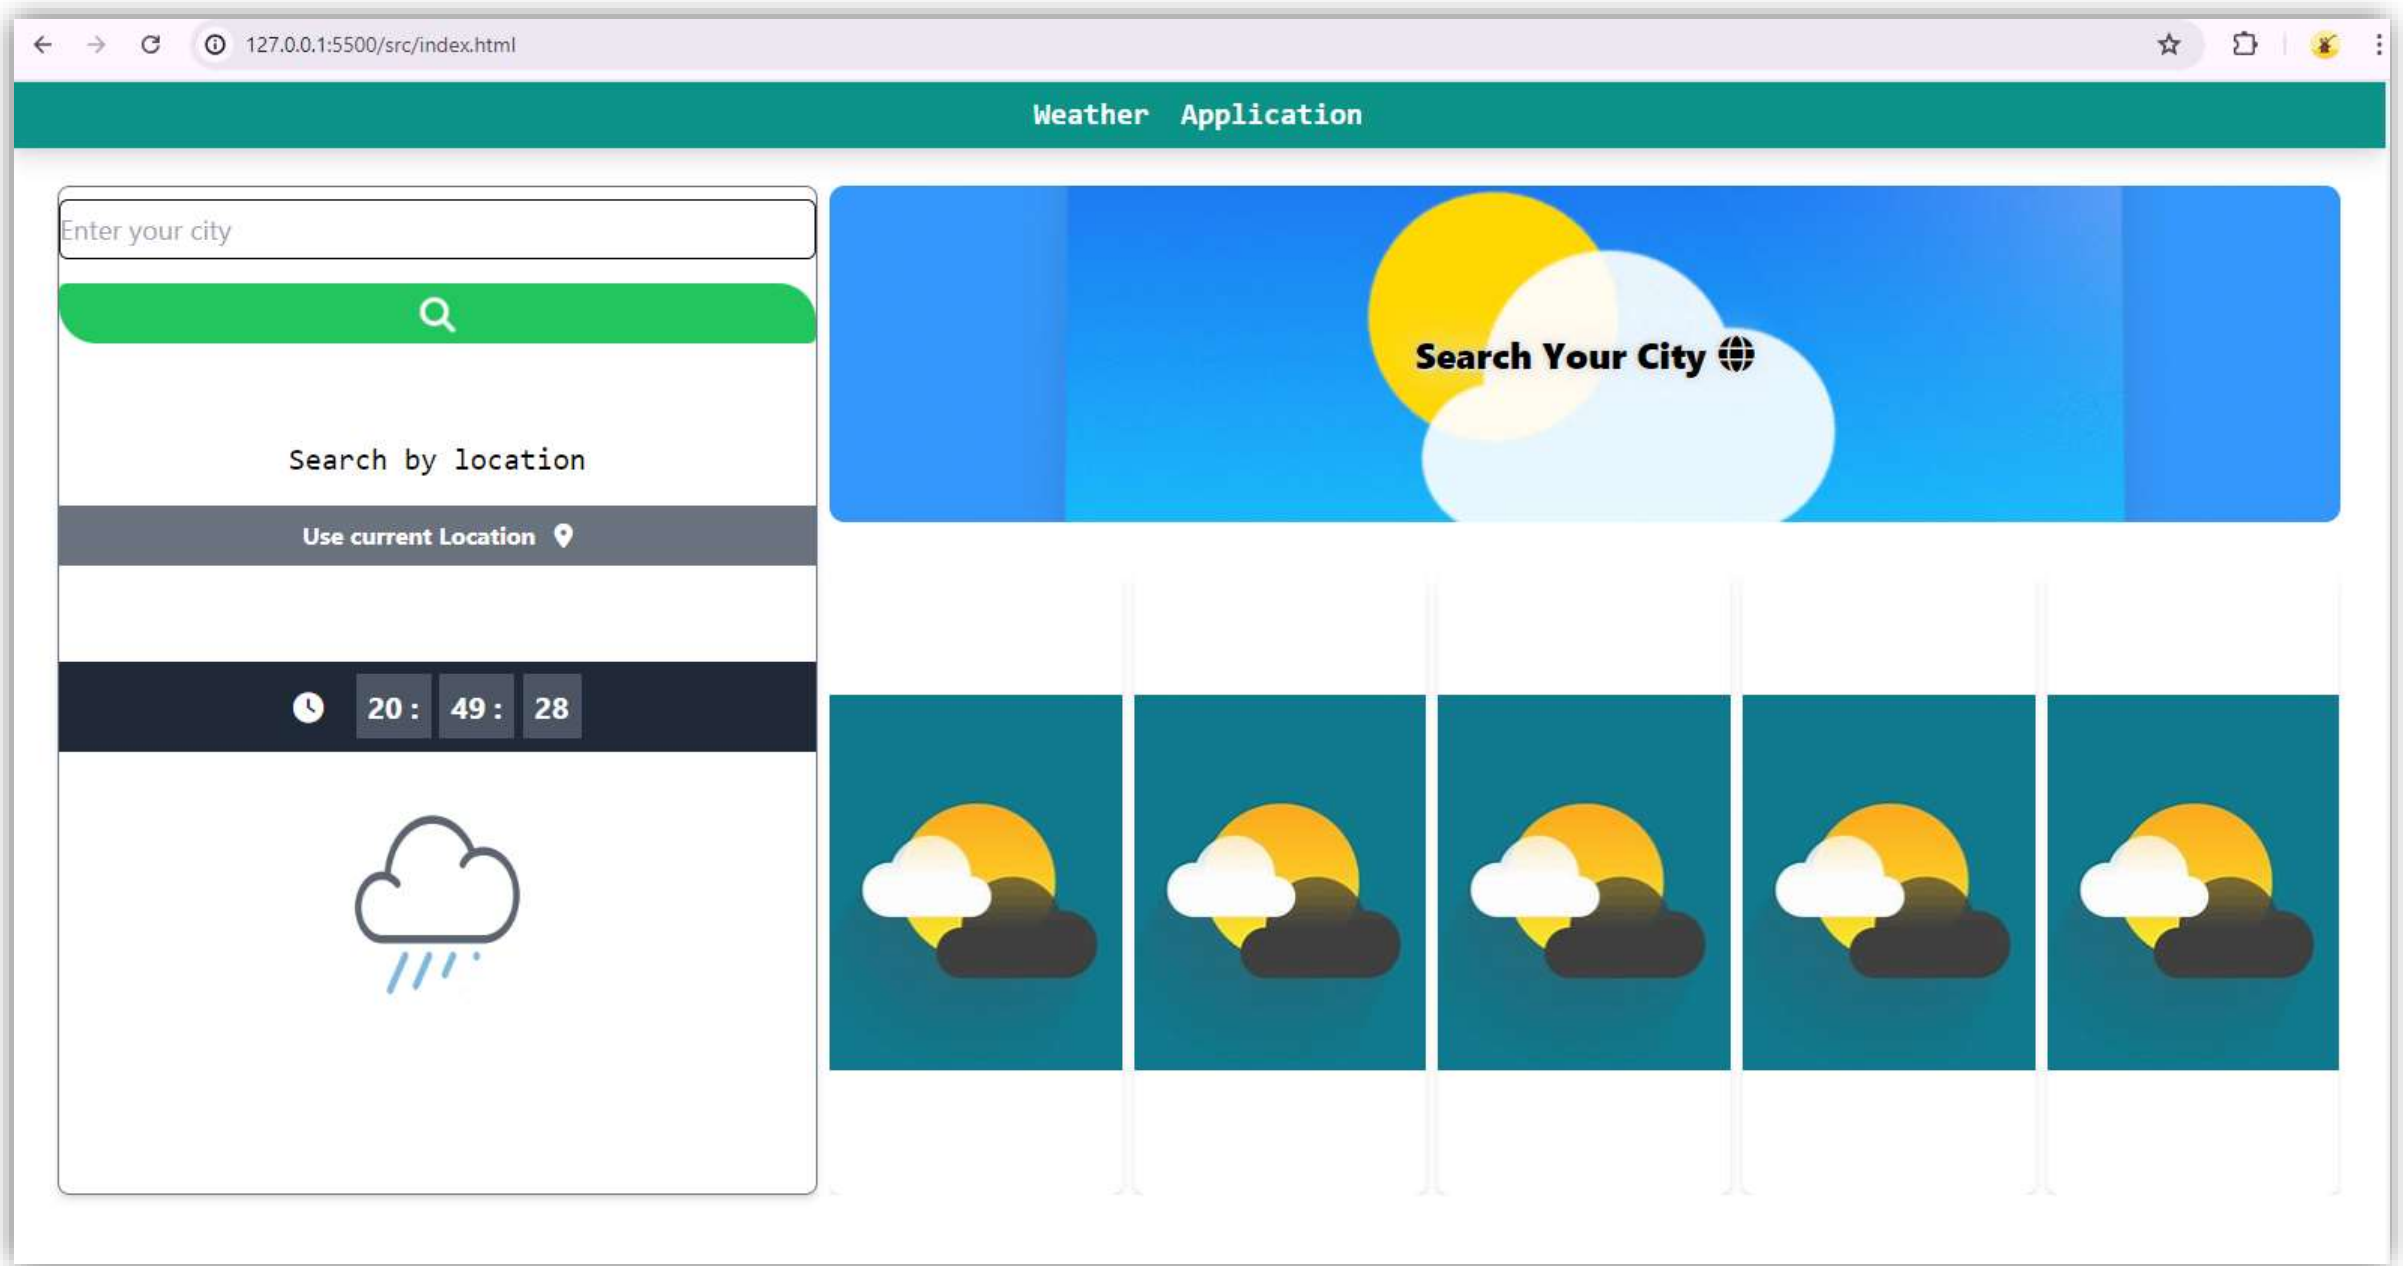 127.0.0.1:5500/src/index.html
Weather Application
Enter your city
Search by location
Use current Location
20 : 49 : 28
Search Your City